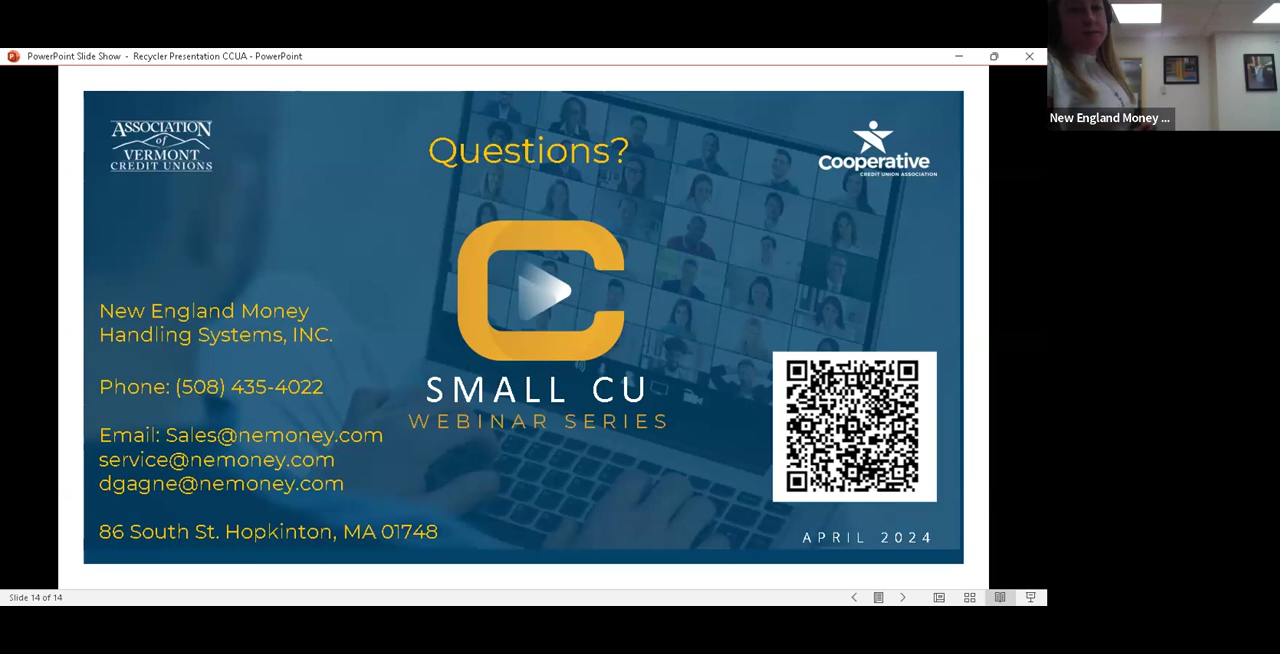 PowerPoint Slide Show - Recycler Presentation CCUA - PowerPoint
New England Money ...
ASSOCIATION
of
VERMONT
CREDIT UNIONS
Questions?
Cooperative
CREDIT UNION ASSOCIATION
New England Money
Handling Systems, INC.
Phone: (508) 435-4022
SMALL CU
WEBINAR SERIES
Email: Sales@nemoney.com
service@nemoney.com
dgagne@nemoney.com
86 South St. Hopkinton, MA 01748
APRIL 2024
Slide 14 of 14